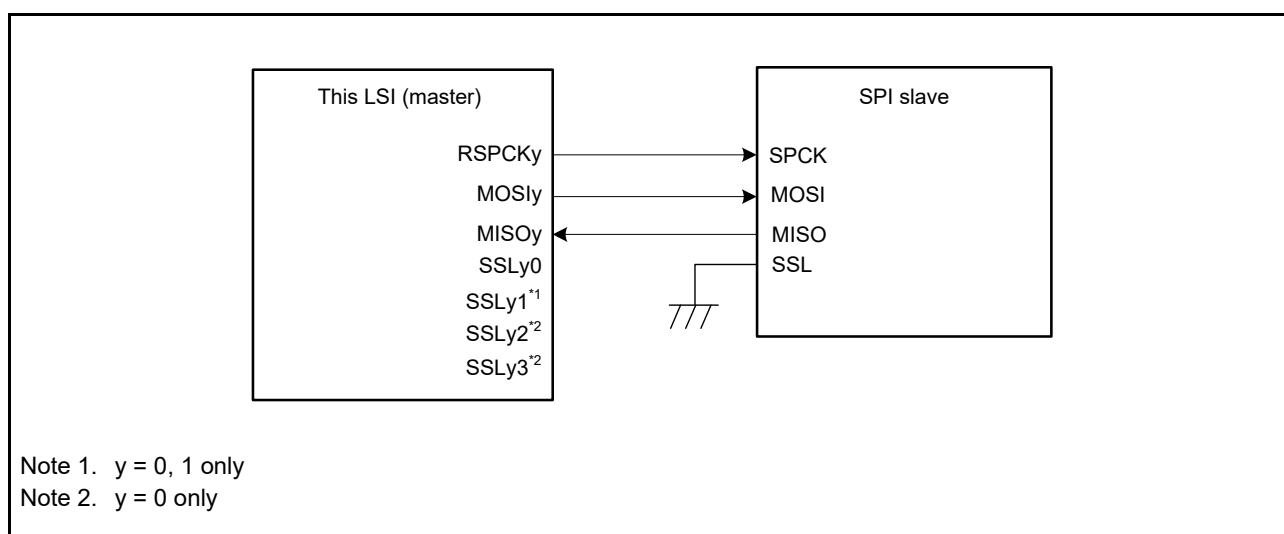 This LSI (master)
SPI slave
RSPCKy
SPCK
MOSIy
MOSI
MISOy
MISO
SSLy0
SSL
SSLy1*1
SSLy2*2
SSLy3*2
Note 1. y = 0, 1 only
Note 2. y = 0 only